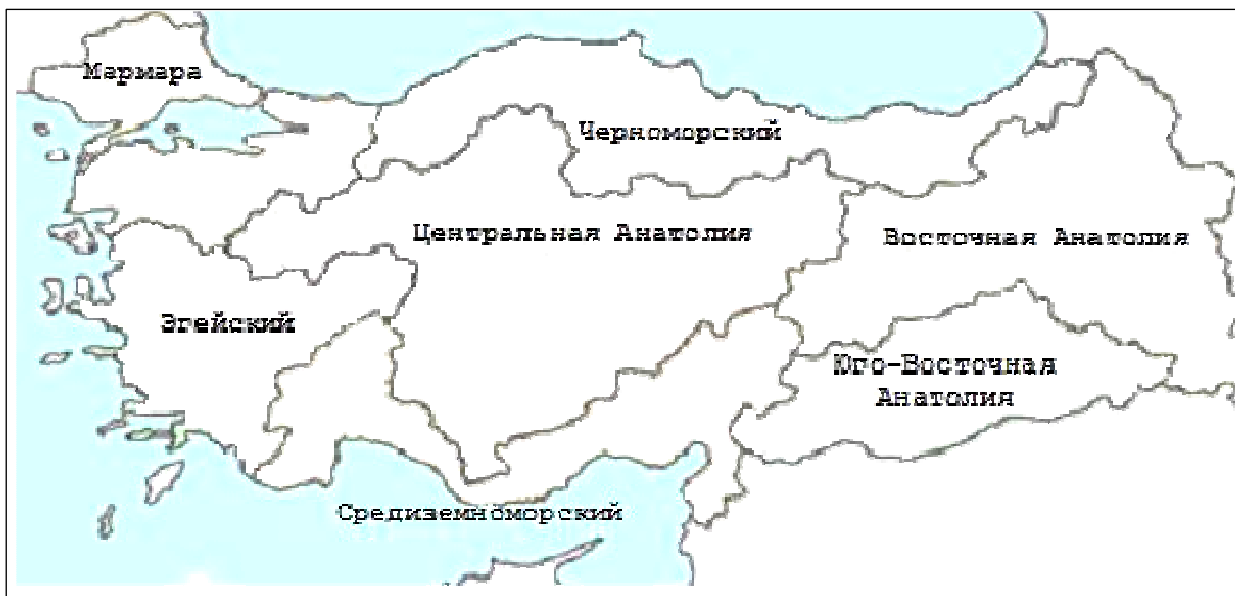 Мармара
Черноморский
Центральная Анатолия
Восточная Анатолия
Эгейский
Юго-Восточная
Анатолия
Средиземноморский